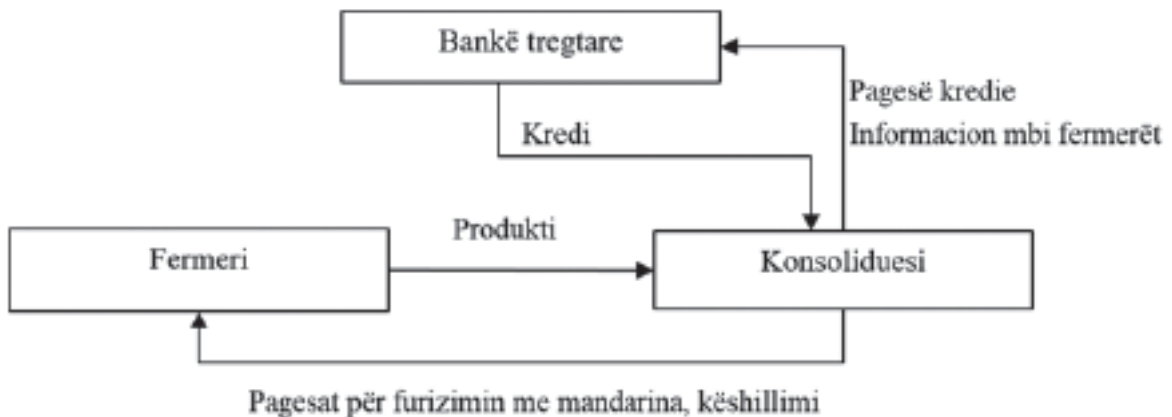 Bankë tregtare
Pagesë kredie
Kredi
Informacion mbi fermerët
Produkti
Fermeri
Konsoliduesi
Pagesat për furizimin me mandarina, këshillimi